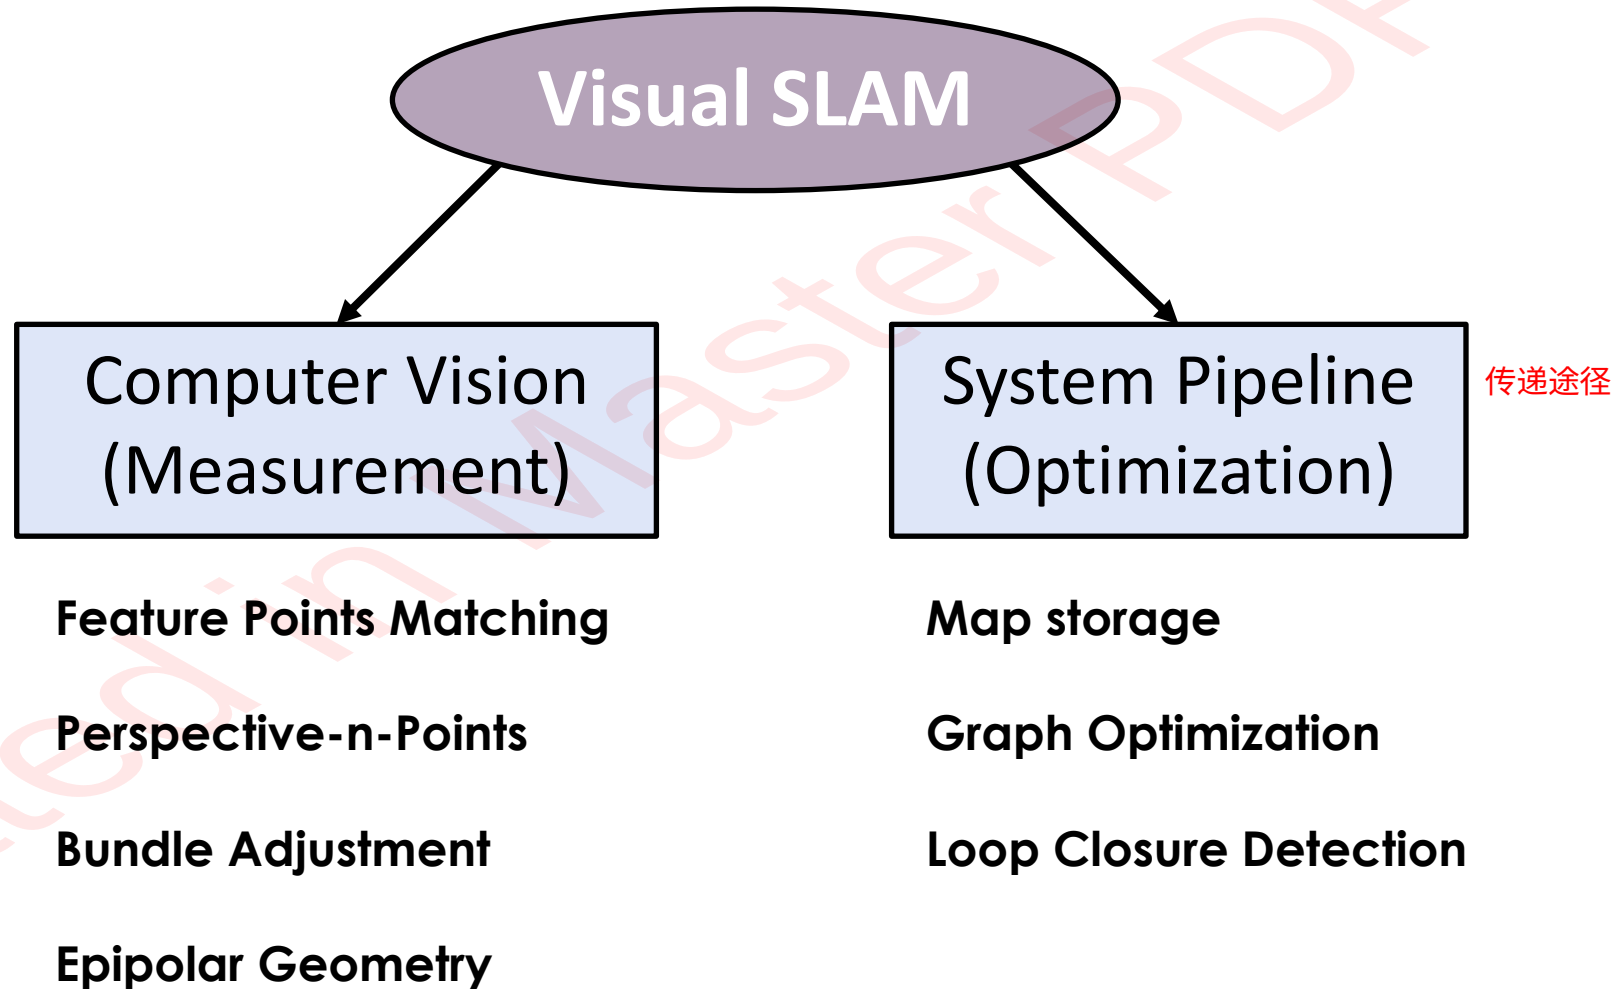 Visual SLAM
Computer Vision
(Measurement)
System Pipeline
(Optimization)
传递途径
Feature Points Matching
Perspective-n-Points
Bundle Adjustment
Epipolar Geometry
Map storage
Graph Optimization
Loop Closure Detection
in Master PDF